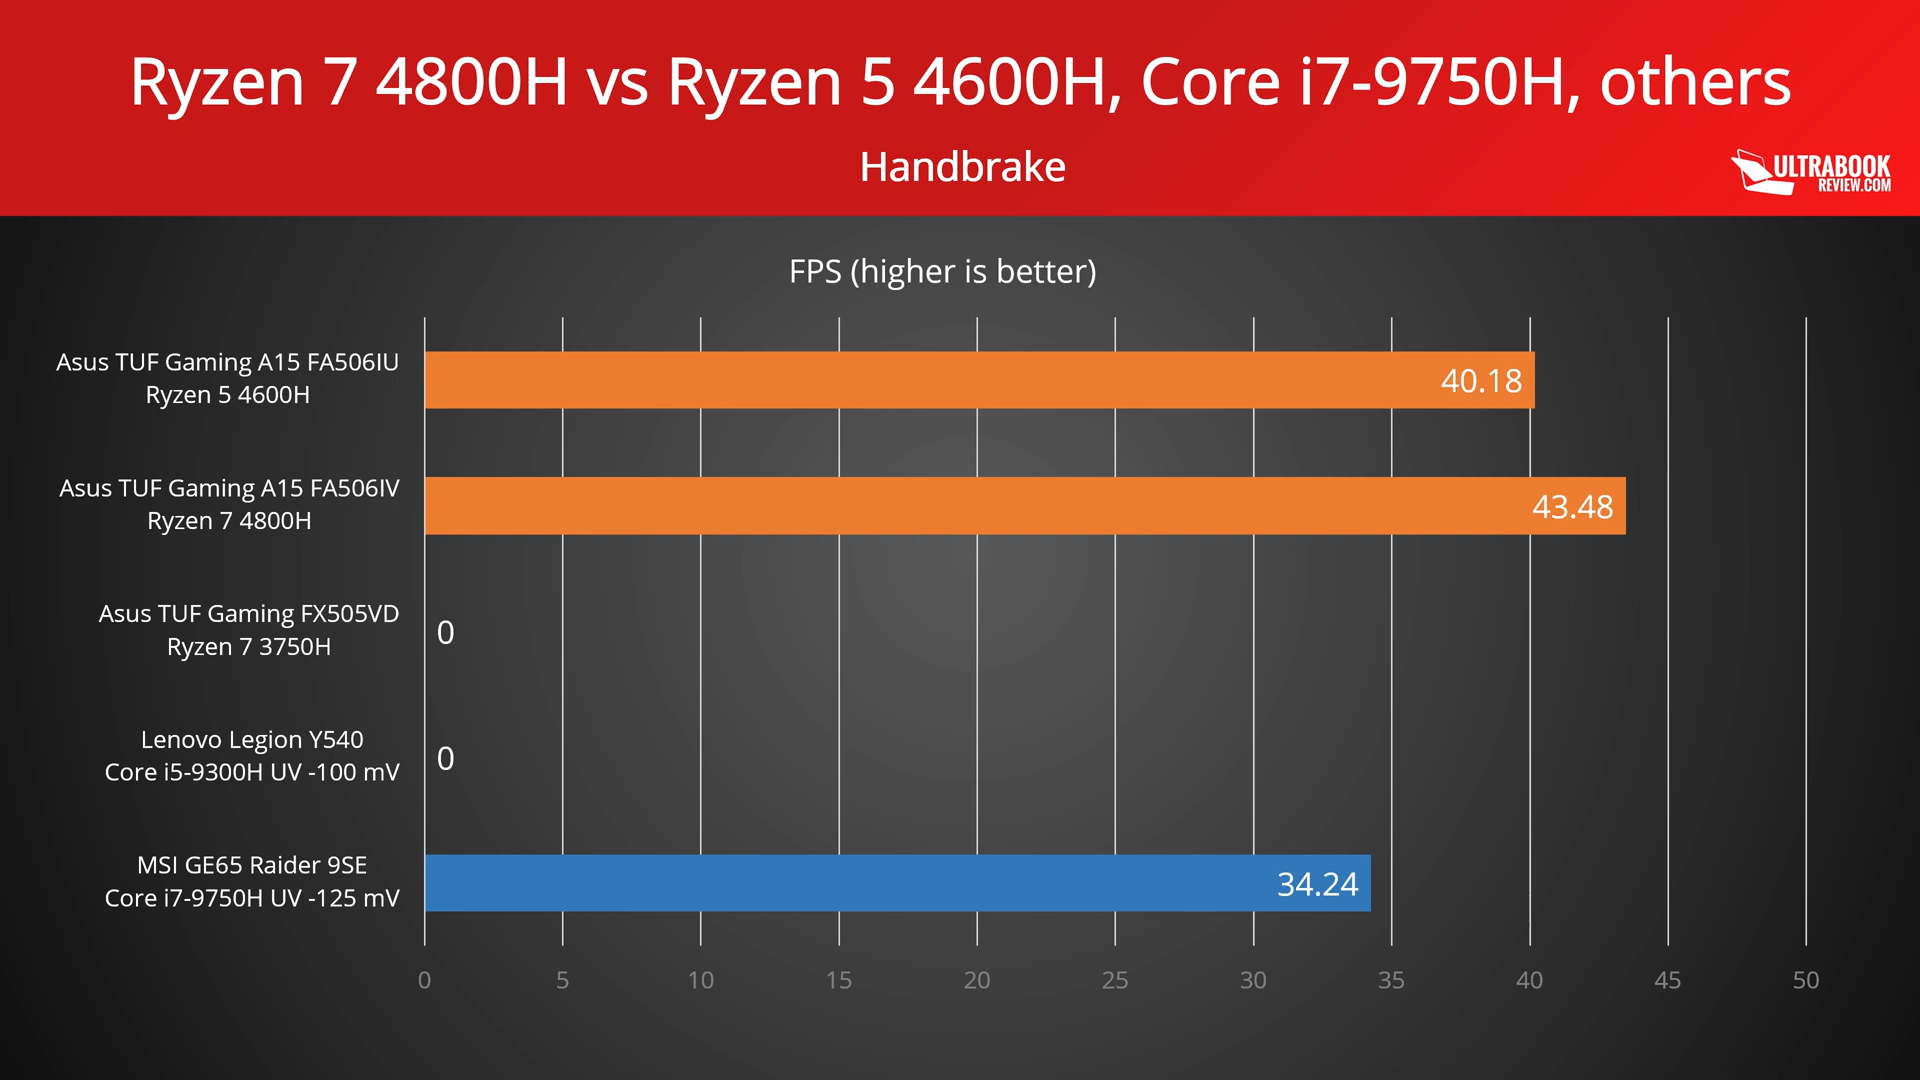 Ryzen 7 4800H vs Ryzen 5 4600H, Core i7-9750H, others
Handbrake
ULTRABOOK
REVIEW.COM
FPS (higher is better)
Asus TUF Gaming A15 FA506IU
Ryzen 5 4600H
40.18
Asus TUF Gaming A15 FA506IV
Ryzen 7 4800H
43.48
Asus TUF Gaming FX505VD
Ryzen 7 3750H
0
Lenovo Legion Y540
Core i5-9300H UV -100 mV
0
MSI GE65 Raider 9SE
Core i7-9750H UV -125 mV
34.24
0 5 10 15 20 25 30 35 40 45 50